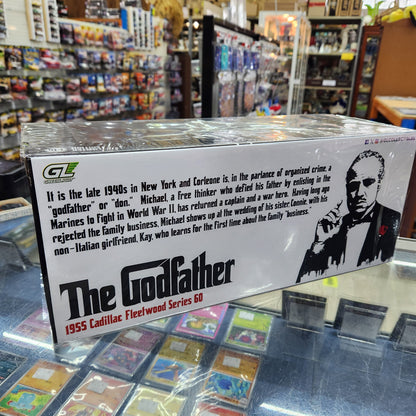 GL
It is the late 1940s in New York and Corleone is, in the parlance of organized crime, a
"godfather" or "don." Michael, a free thinker who defied his father by enlisting in the
Marines to fight in World War II, has returned a captain and a war hero. Having long ago
rejected the family business, Michael shows up at the wedding of his sister Connie, with his
non-Italian girlfriend, Kay, who learns for the first time about the family "business."
The Godfather
1955 Cadillac Fleetwood Series 60